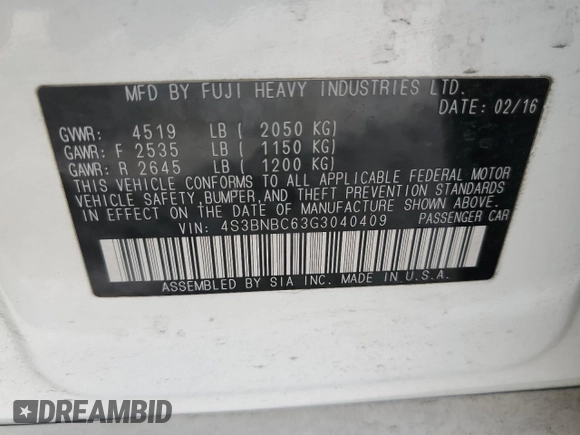 MFD BY FUJI HEAVY INDUSTRIES LTD.
DATE: 02/16
GVWR: 4519 LB ( 2050 KG)
GAWR: F 2535 LB ( 1150 KG)
GAWR: R 2645 LB ( 1200 KG)
THIS VEHICLE CONFORMS TO ALL APPLICABLE FEDERAL MOTOR
VEHICLE SAFETY, BUMPER, AND THEFT PREVENTION STANDARDS
IN EFFECT ON THE DATE OF MANUFACTURE SHOWN ABOVE.
VIN: 4S3BNBC63G3040409 PASSENGER CAR
ASSEMBLED BY SIA INC. MADE IN U.S.A.
DREAMBID